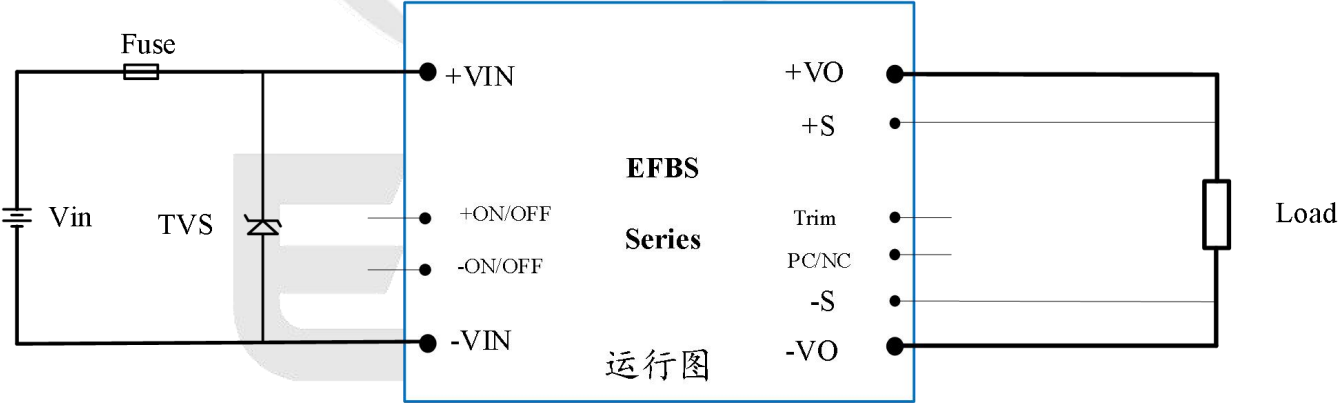 Fuse
+VIN
+VO
+S
EFBS
Vin
TVS
+ON/OFF
Series
Trim
Load
-ON/OFF
PC/NC
-S
-VIN
-VO
运行图